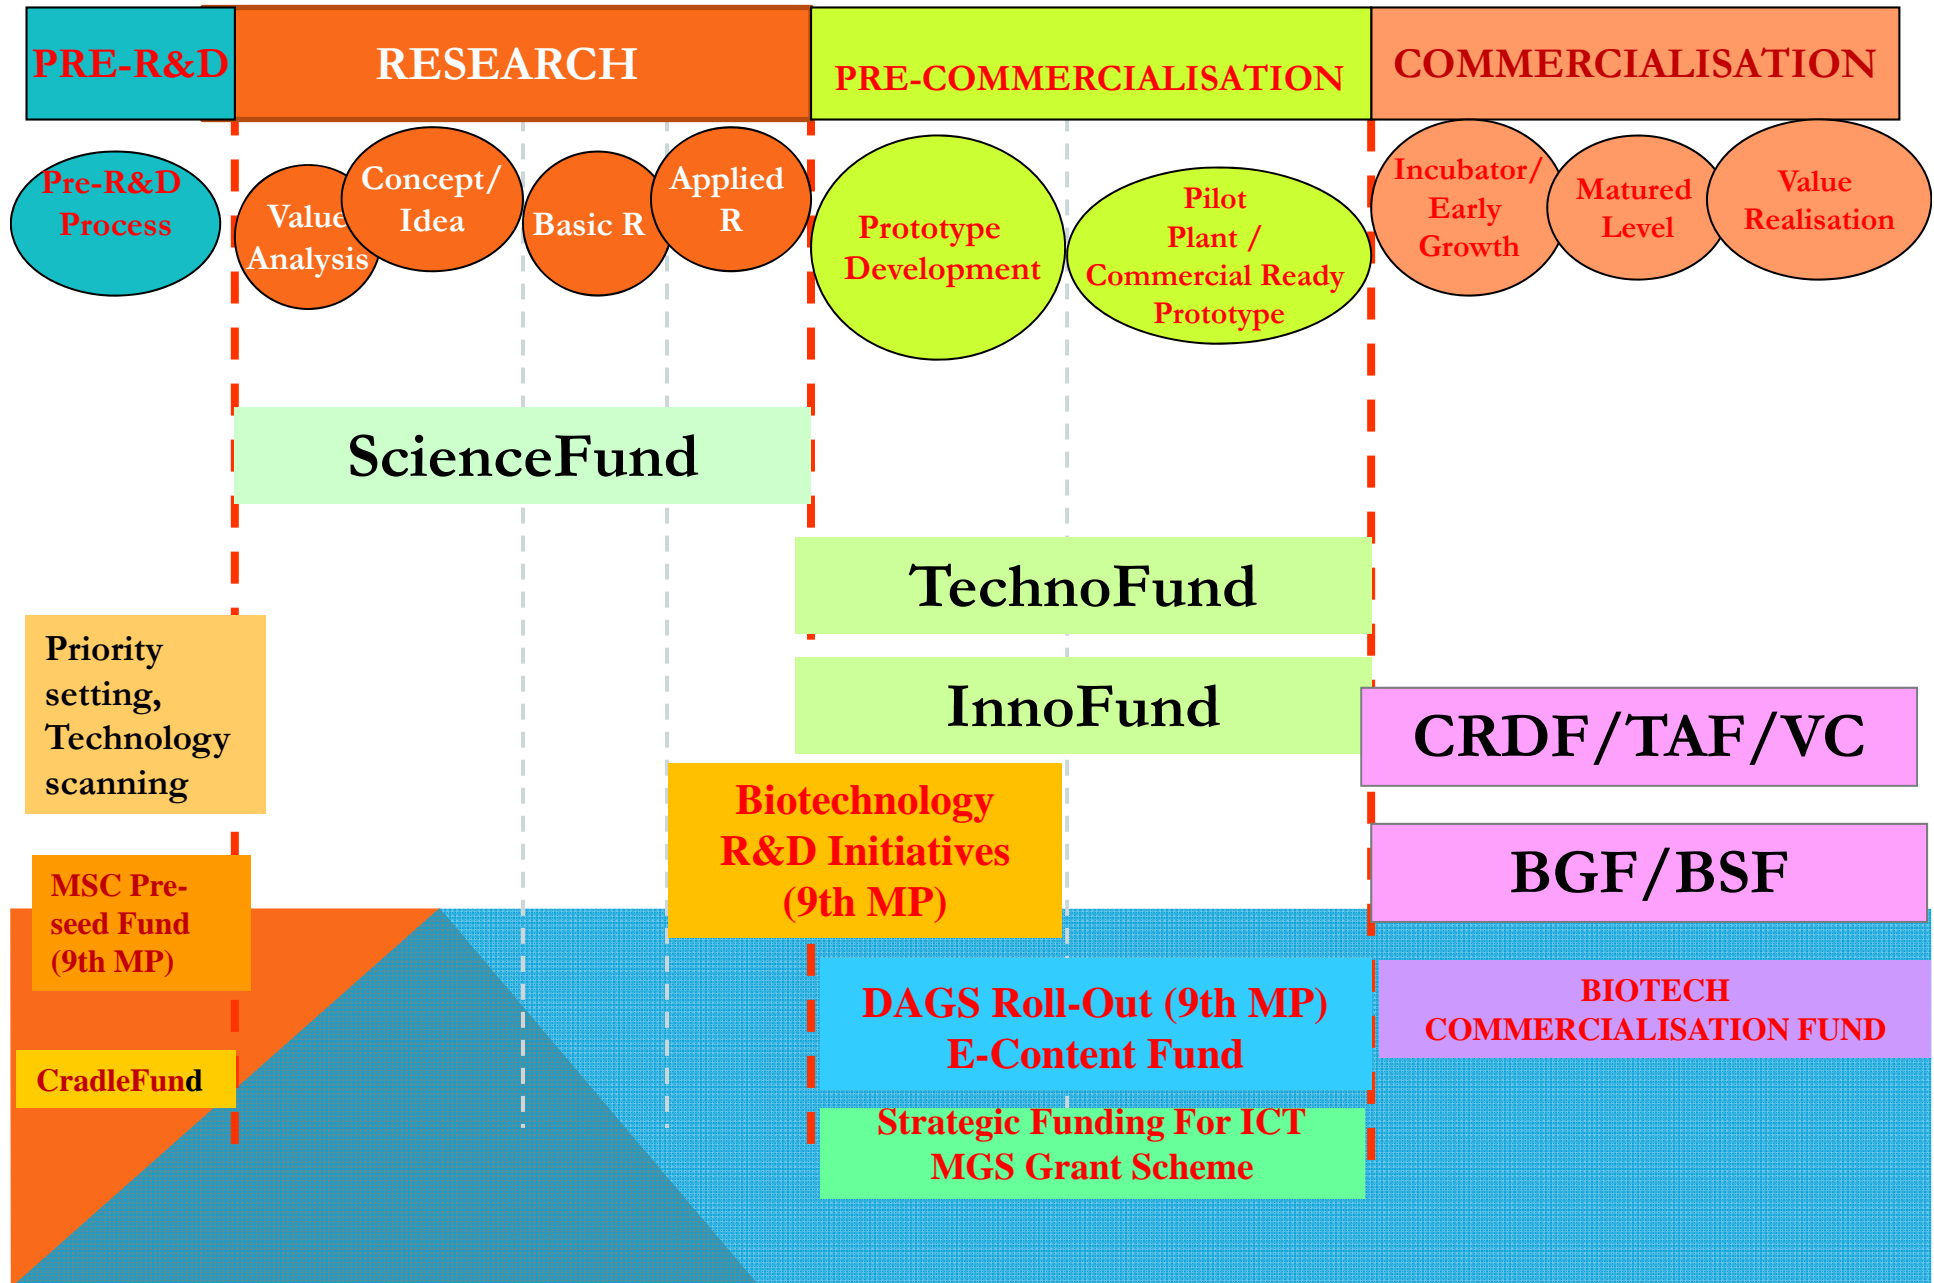 PRE-R&D
RESEARCH
PRE-COMMERCIALISATION
COMMERCIALISATION
Pre-R&D
Process
Value
Analysis
Concept/
Idea
Basic R
Applied
R
Prototype
Development
Pilot
Plant /
Commercial Ready
Prototype
Incubator/
Early
Growth
Matured
Level
Value
Realisation
ScienceFund
TechnoFund
InnoFund
Priority
setting,
Technology
scanning
CRDF/TAF/VC
Biotechnology
R&D Initiatives
(9th MP)
BGF/BSF
MSC Pre-
seed Fund
(9th MP)
DAGS Roll-Out (9th MP)
E-Content Fund
BIOTECH
COMMERCIALISATION FUND
CradleFund
Strategic Funding For ICT
MGS Grant Scheme